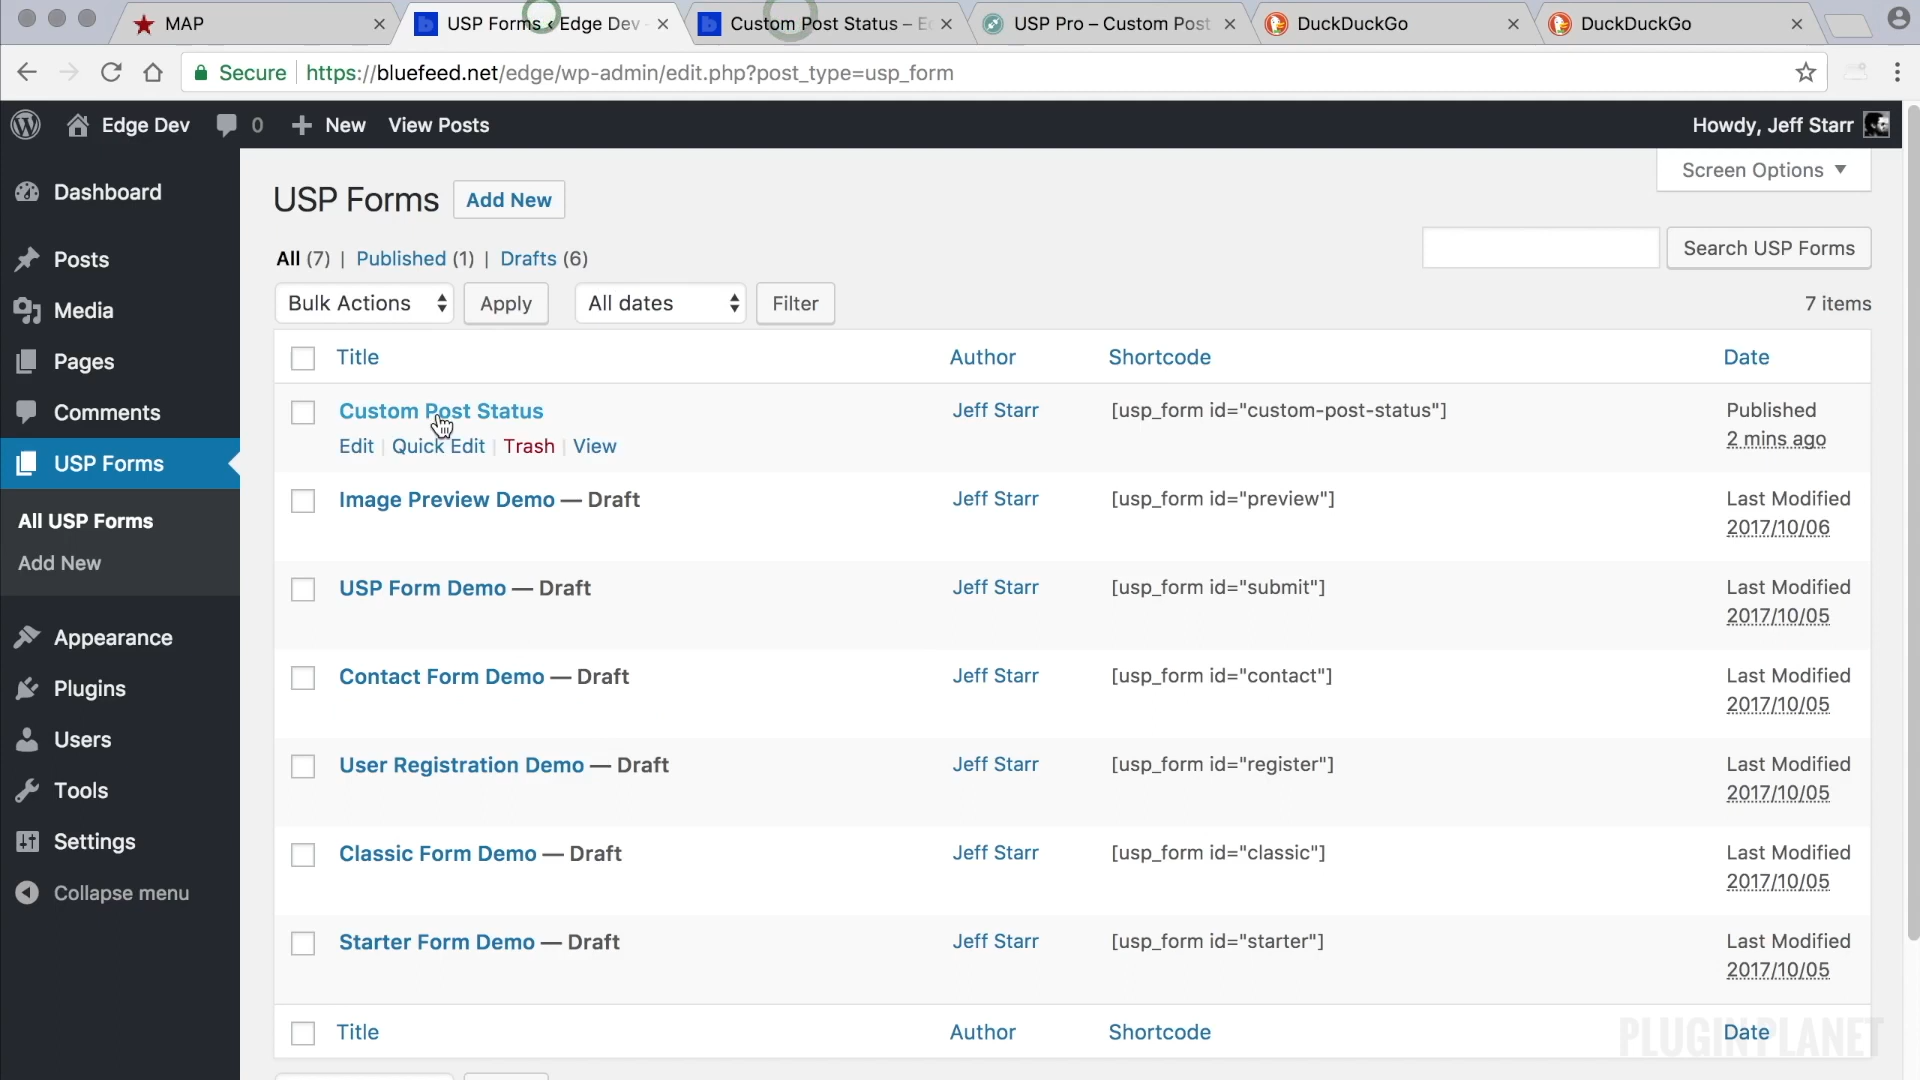 MAP
USP Forms ‹ Edge Dev
Custom Post Status – Ed
USP Pro – Custom Post
DuckDuckGo
DuckDuckGo
Secure
https://bluefeed.net/edge/wp-admin/edit.php?post_type=usp_form
Edge Dev
0
+ New
View Posts
Howdy, Jeff Starr
Dashboard
Posts
Media
Pages
Comments
USP Forms
All USP Forms
Add New
Appearance
Plugins
Users
Tools
Settings
Collapse menu
Screen Options
USP Forms
Add New
All (7) | Published (1) | Drafts (6)
Search USP Forms
Bulk Actions
Apply
All dates
Filter
7 items
Title Author Shortcode Date
Custom Post Status Jeff Starr [usp_form id="custom-post-status"] Published
2 mins ago
Edit | Quick Edit | Trash | View
Image Preview Demo — Draft Jeff Starr [usp_form id="preview"] Last Modified
2017/10/06
USP Form Demo — Draft Jeff Starr [usp_form id="submit"] Last Modified
2017/10/05
Contact Form Demo — Draft Jeff Starr [usp_form id="contact"] Last Modified
2017/10/05
User Registration Demo — Draft Jeff Starr [usp_form id="register"] Last Modified
2017/10/05
Classic Form Demo — Draft Jeff Starr [usp_form id="classic"] Last Modified
2017/10/05
Starter Form Demo — Draft Jeff Starr [usp_form id="starter"] Last Modified
2017/10/05
Title Author Shortcode Date
PLUGIN PLANET